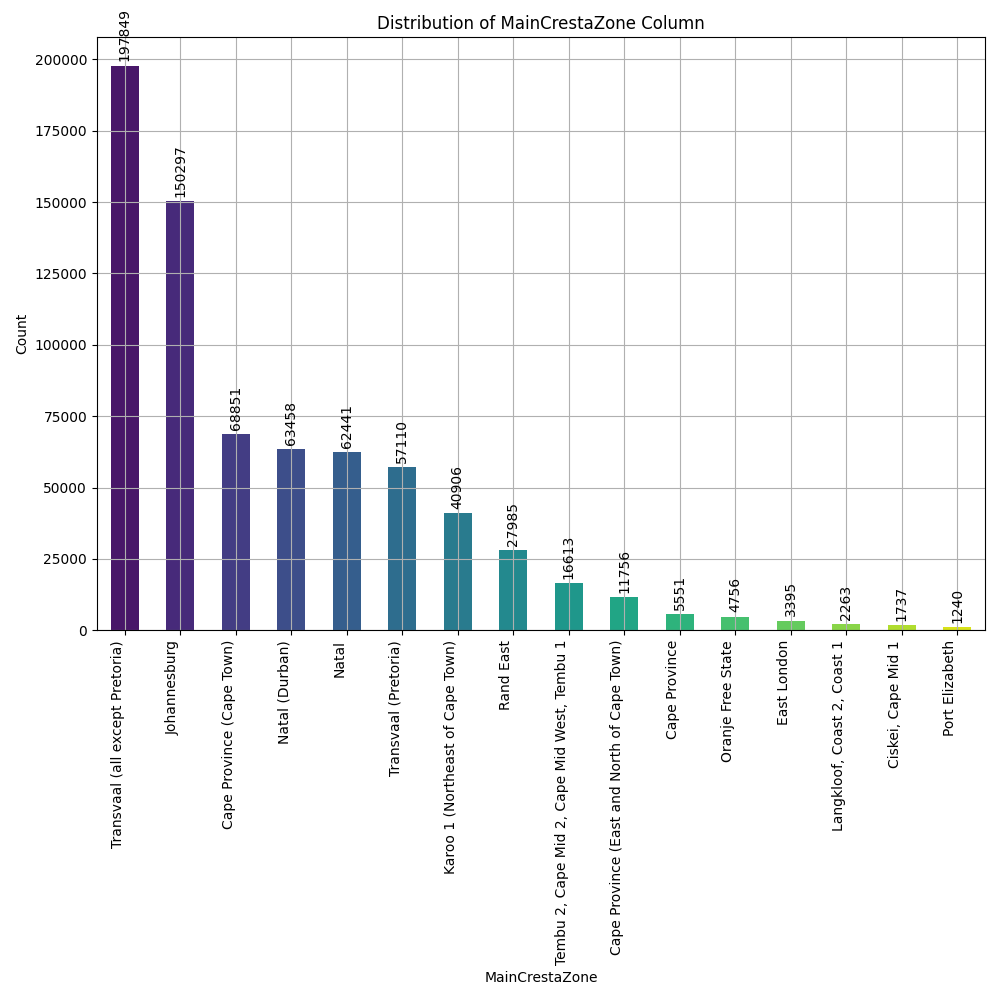 Distribution of MainCrestaZone Column
Count
200000
175000
150000
125000
100000
75000
50000
25000
0
197849
150297
68851
63458
62441
57110
40906
27985
16613
11756
5551
4756
3395
2263
1737
1240
Transvaal (all except Pretoria)
Johannesburg
Cape Province (Cape Town)
Natal (Durban)
Natal
Transvaal (Pretoria)
Karoo 1 (Northeast of Cape Town)
Rand East
Tembu 2, Cape Mid 2, Cape Mid West, Tembu 1
Cape Province (East and North of Cape Town)
Cape Province
Oranje Free State
East London
Langkloof, Coast 2, Coast 1
Ciskei, Cape Mid 1
Port Elizabeth
MainCrestaZone